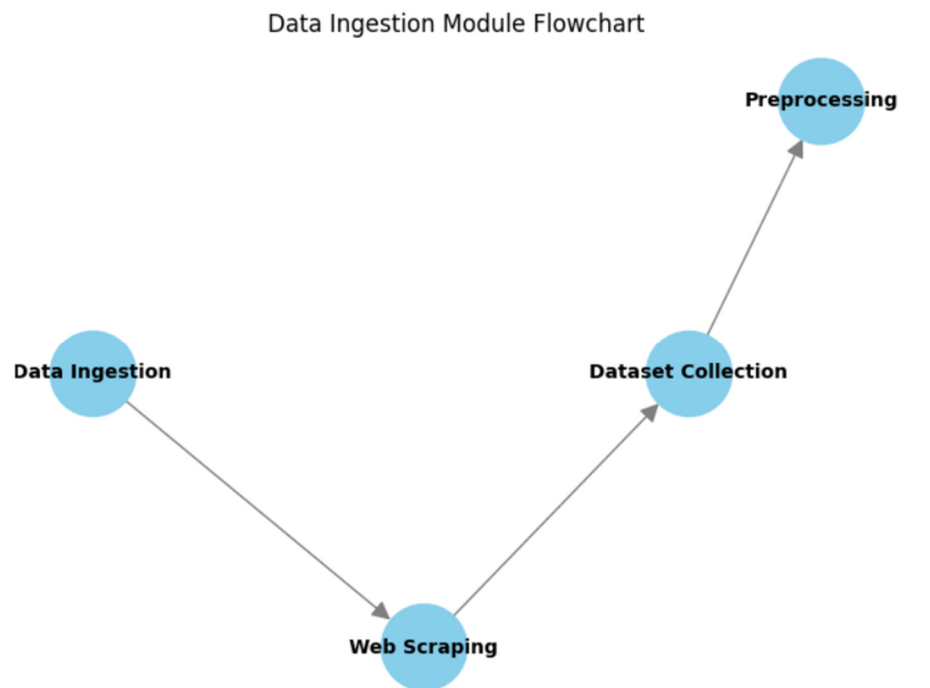 Data Ingestion Module Flowchart
Preprocessing
Data Ingestion
Dataset Collection
Web Scraping